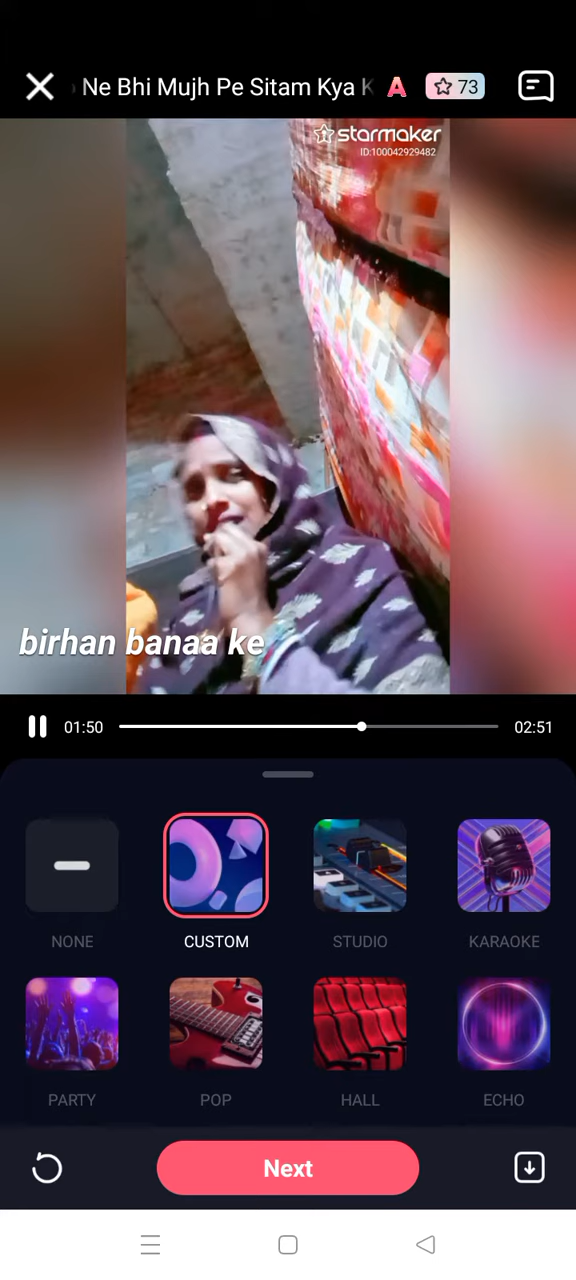 Ne Bhi Mujh Pe Sitam Kya K
A
73
starmaker
ID:100042929482
birhan banaa ke
01:50
02:51
NONE
CUSTOM
STUDIO
KARAOKE
PARTY
POP
HALL
ECHO
Next